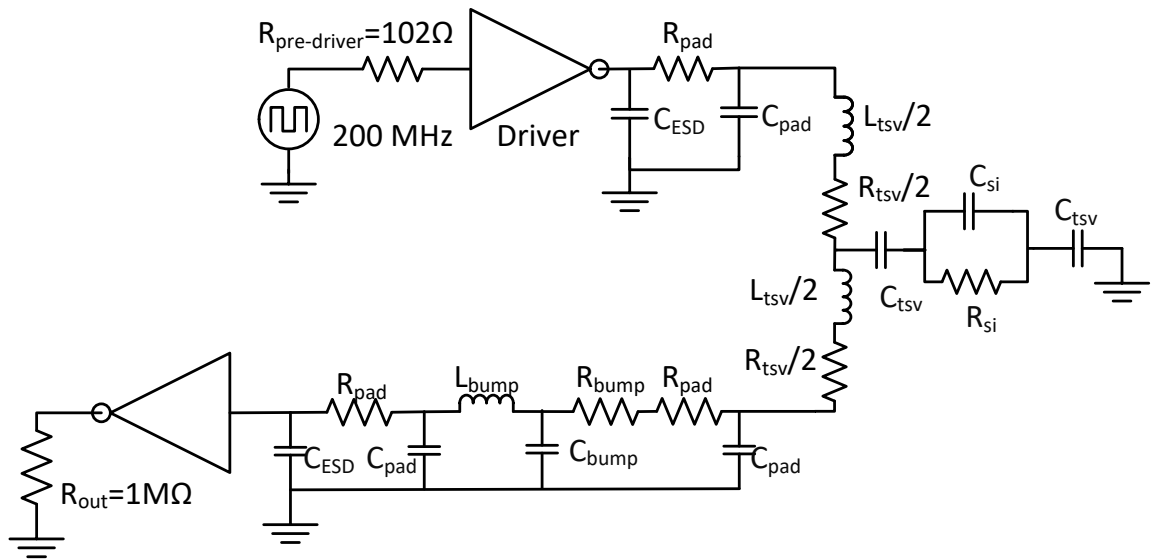 R_pre-driver=102Ω
200 MHz
Driver
R_pad
C_ESD
C_pad
L_tsv/2
R_tsv/2
C_si
C_tsv
C_tsv
R_si
L_tsv/2
R_tsv/2
R_pad
L_bump
R_bump
R_pad
C_ESD
C_pad
C_bump
C_pad
R_out=1MΩ